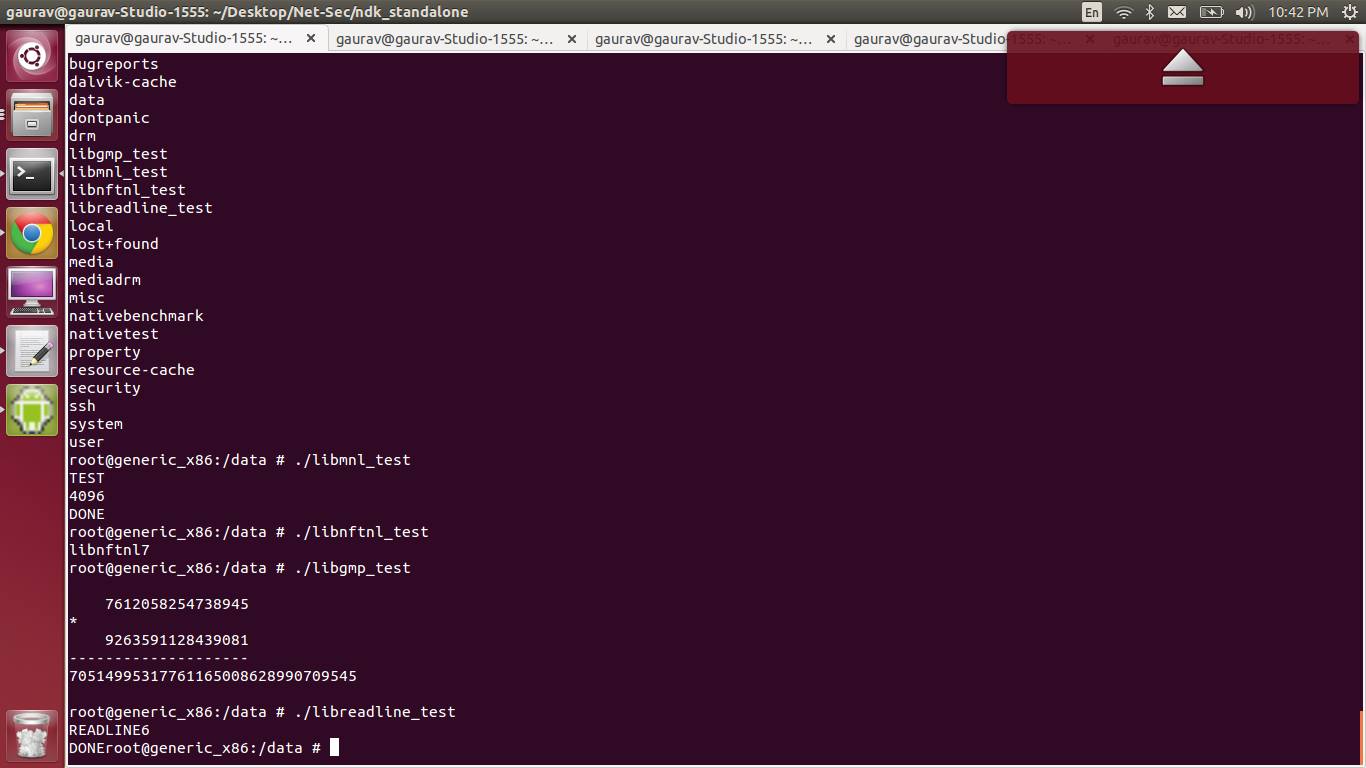 gaurav@gaurav-Studio-1555: ~/Desktop/Net-Sec/ndk_standalone
En
10:42 PM
gaurav@gaurav-Studio-1555: ~... gaurav@gaurav-Studio-1555: ~... gaurav@gaurav-Studio-1555: ~... gaurav@gaurav-Studio-1555: ~... gaurav@gaurav-Studio-1555: ~...
bugreports
dalvik-cache
data
dontpanic
drm
libgmp_test
libmnl_test
libnftnl_test
libreadline_test
local
lost+found
media
mediadrm
misc
nativebenchmark
nativetest
property
resource-cache
security
ssh
system
user
root@generic_x86:/data # ./libmnl_test
TEST
4096
DONE
root@generic_x86:/data # ./libnftnl_test
libnftnl7
root@generic_x86:/data # ./libgmp_test
7612058254738945
*
9263591128439081
--------------------
70514995317761165008628990709545
root@generic_x86:/data # ./libreadline_test
READLINE6
DONEroot@generic_x86:/data #